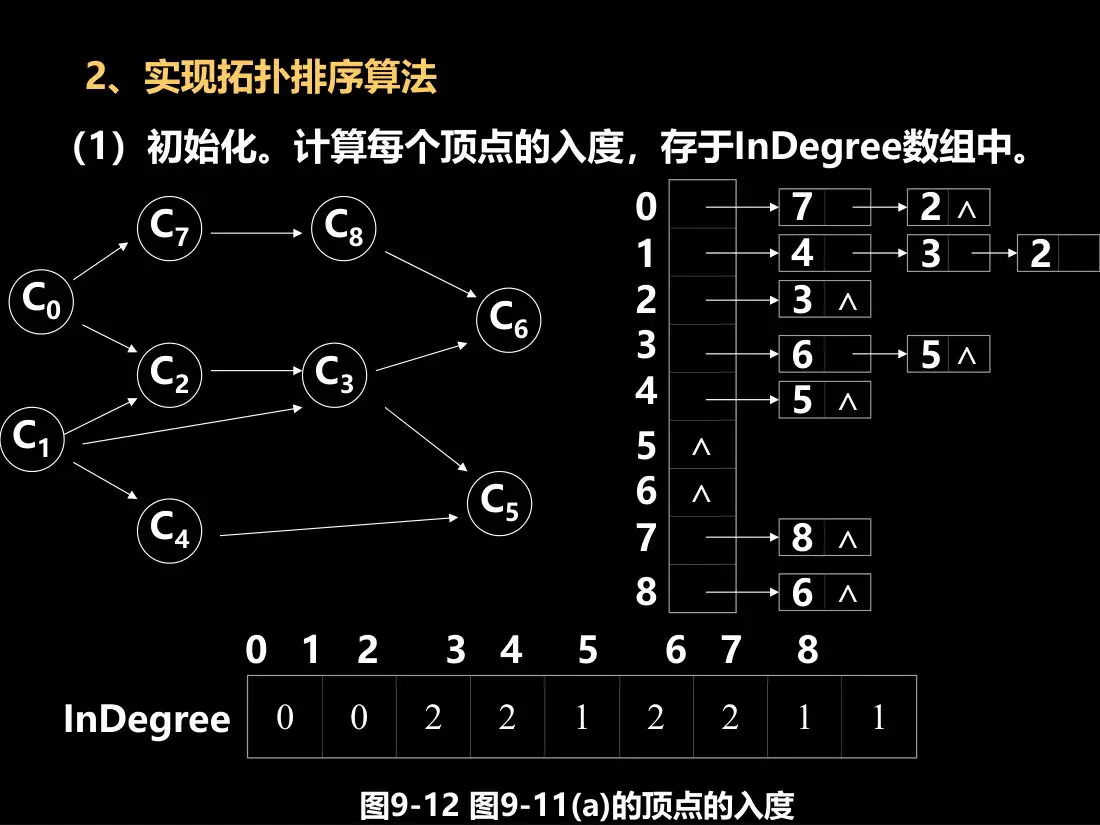 2、实现拓扑排序算法
（1）初始化。计算每个顶点的入度，存于InDegree数组中。
C7 C8
C0 C6
C2 C3
C1
C5
C4
0 7 2 ∧
1 4 3 2
2 3 ∧
3 6 5 ∧
4 5 ∧
5 ∧
6 ∧
7 8 ∧
8 6 ∧
0 1 2 3 4 5 6 7 8
InDegree 0 0 2 2 1 2 2 1 1
图9-12 图9-11(a)的顶点的入度